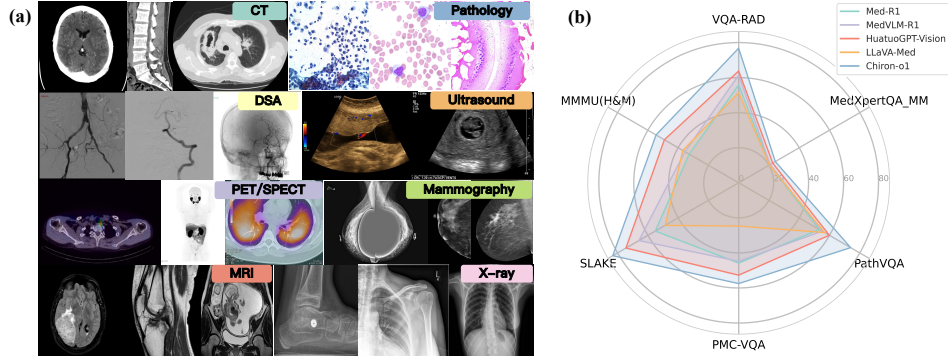 (a)
CT
Pathology
DSA
Ultrasound
PET/SPECT
Mammography
MRI
X-ray
(b)
Med-R1
MedVLM-R1
HuatuoGPT-Vision
LLaVA-Med
Chiron-o1
VQA-RAD
MMMU(H&M)
MedXpertQA_MM
0 20 40 60 80
SLAKE
PathVQA
PMC-VQA